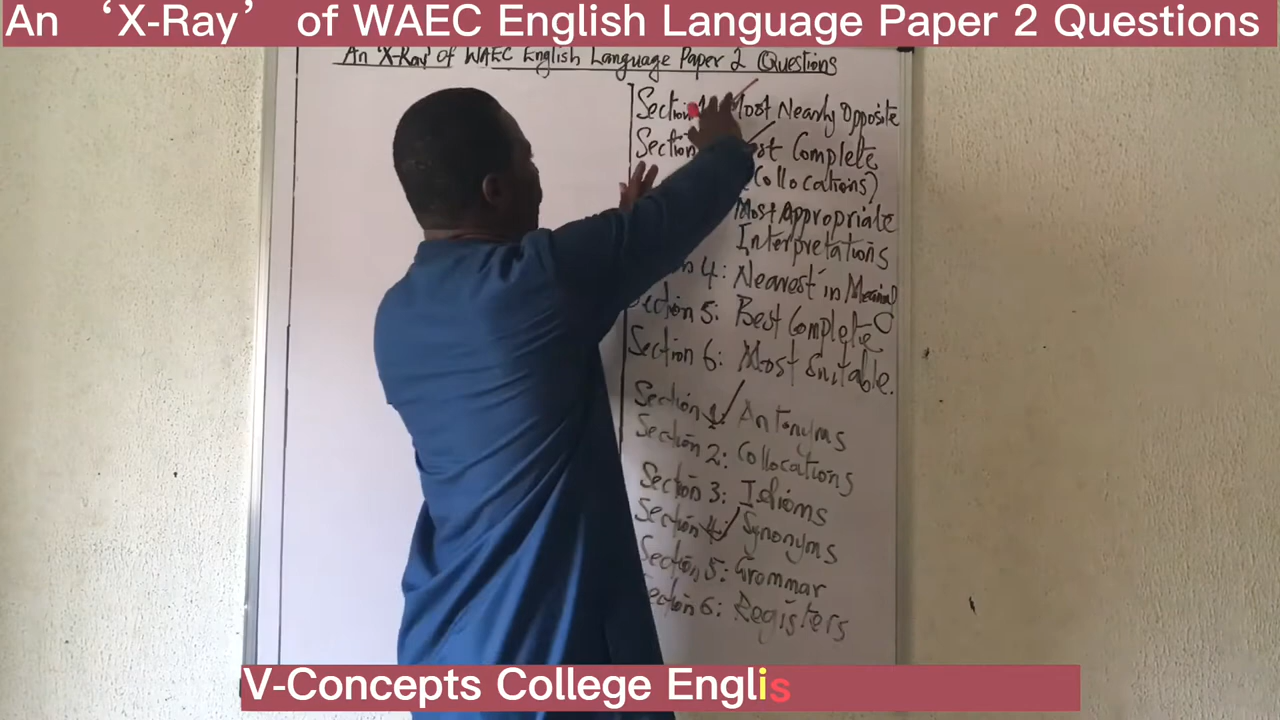 An ‘X-Ray’ of WAEC English Language Paper 2 Questions
An 'X-Ray' of WAEC English Language Paper 2 Questions
Section 1: Most Nearly Opposite
Section Complete
(Collocations)
Most Appropriate
Interpretations
4: Nearest in Meaning
Section 5: Best Complete
Section 6: Most Suitable.
Section 1 Antonyms
Section 2: Collocations
Section 3: Idioms
Section 4: Synonyms
Section 5: Grammar
Section 6: Registers
V-Concepts College Englis